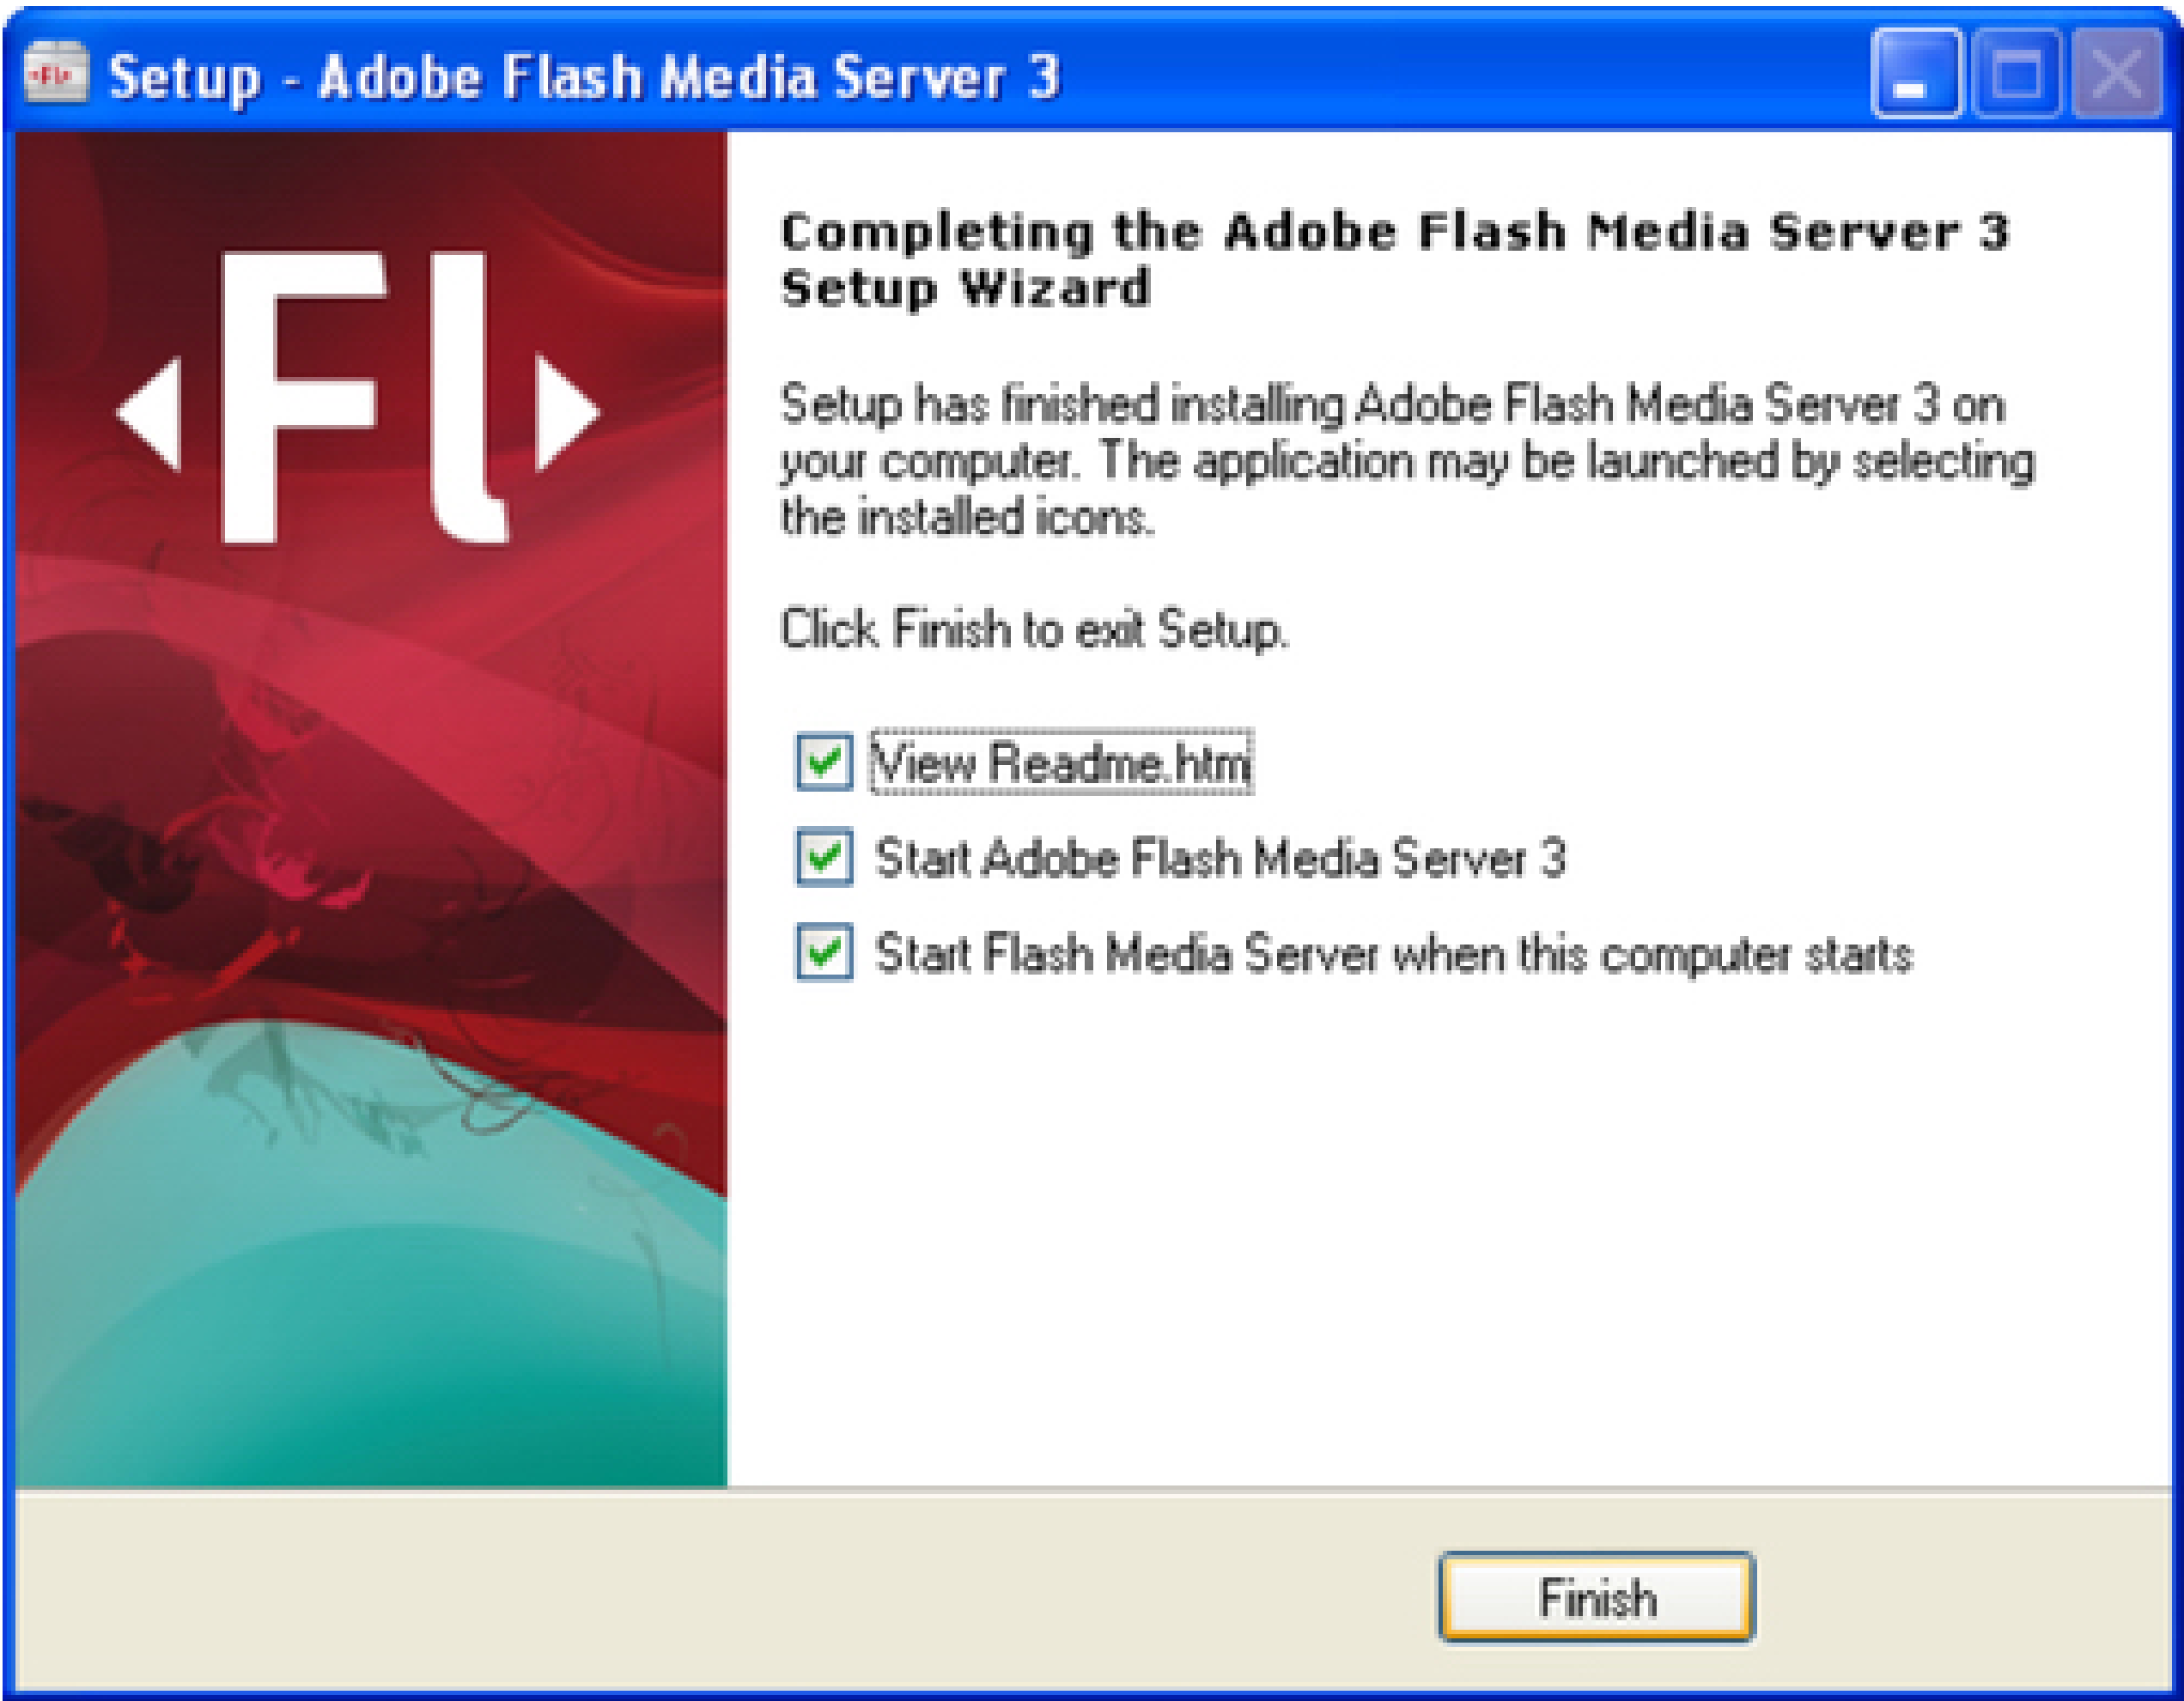 Setup - Adobe Flash Media Server 3
Fl
Completing the Adobe Flash Media Server 3
Setup Wizard
Setup has finished installing Adobe Flash Media Server 3 on
your computer. The application may be launched by selecting
the installed icons.
Click Finish to exit Setup.
View Readme.htm
Start Adobe Flash Media Server 3
Start Flash Media Server when this computer starts
Finish